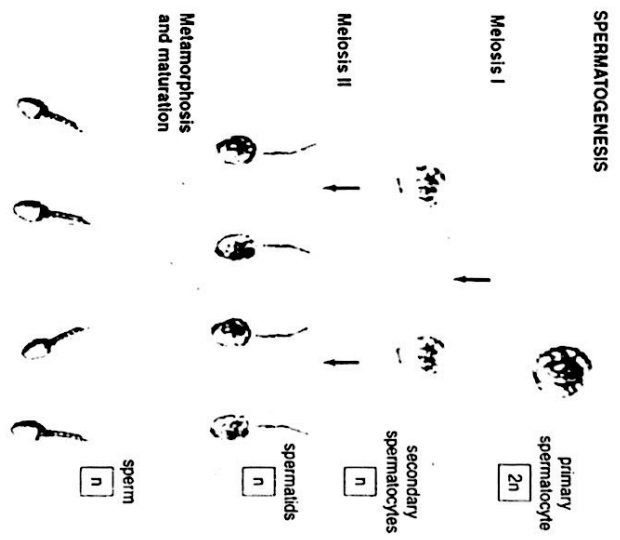 SPERMATOGENESIS
primary
spermatocyte
2n
Meiosis I
secondary
spermatocytes
n
Meiosis II
spermatids
n
Metamorphosis
and maturation
sperm
n